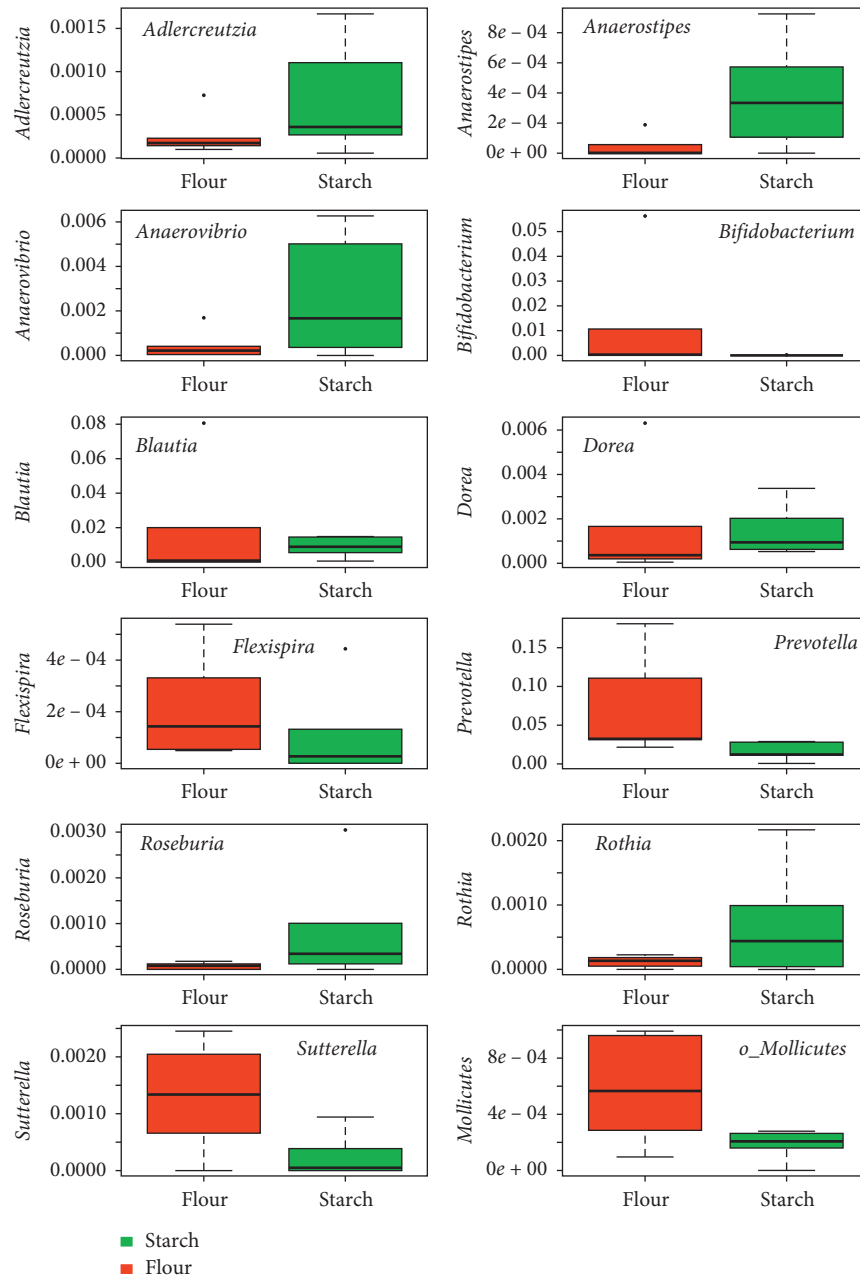 Adlercreutzia
0.0015
0.0010
0.0005
0.0000
Adlercreutzia
Flour Starch
Anaerostipes
8e – 04
6e – 04
4e – 04
2e – 04
0e + 00
Anaerostipes
Flour Starch
Anaerovibrio
0.006
0.002
0.000
Anaerovibrio
Flour Starch
Bifidobacterium
0.05
0.04
0.03
0.02
0.01
0.00
Bifidobacterium
Flour Starch
Blautia
0.08
0.04
0.02
0.00
Blautia
Flour Starch
Dorea
0.006
0.004
0.002
0.000
Dorea
Flour Starch
Flexispira
4e – 04
2e – 04
0e + 00
Flexispira
Flour Starch
Prevotella
0.15
0.10
0.05
0.00
Prevotella
Flour Starch
Roseburia
0.0030
0.0020
0.0010
0.0000
Roseburia
Flour Starch
Rothia
0.0020
0.0010
0.0000
Rothia
Flour Starch
Sutterella
0.0020
0.0010
0.0000
Sutterella
Flour Starch
Mollicutes
8e – 04
4e – 04
0e + 00
o_Mollicutes
Flour Starch
Starch
Flour